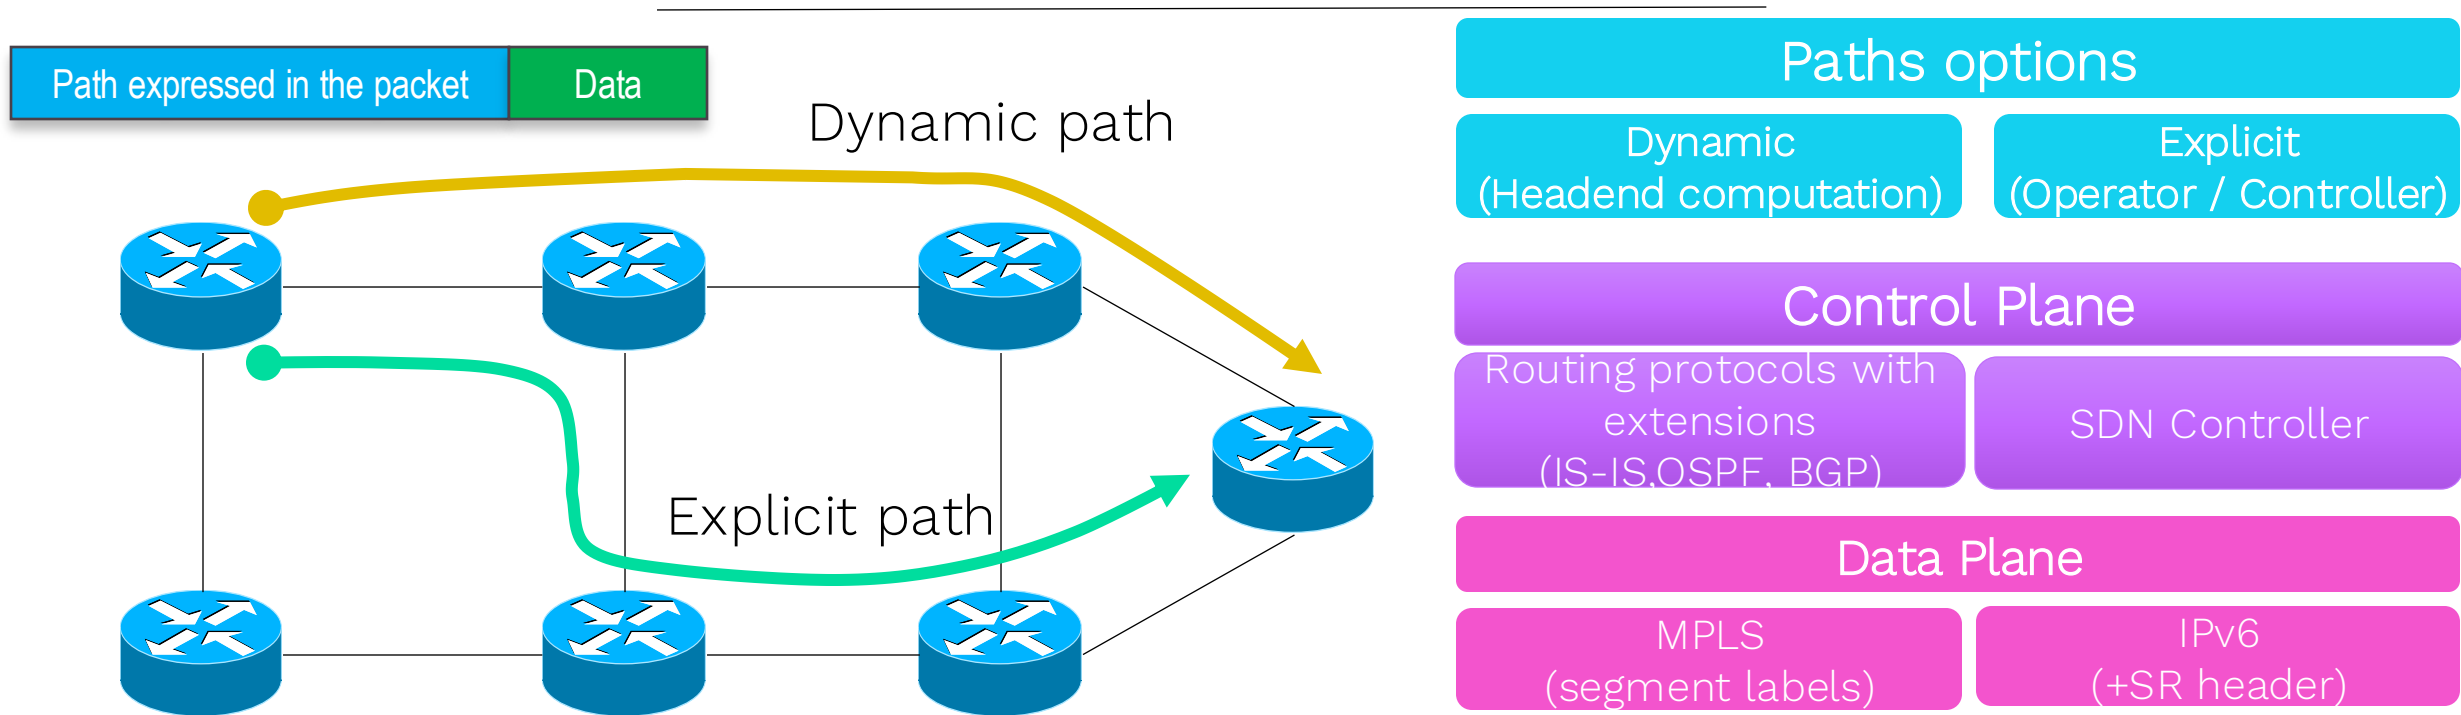 Path expressed in the packet
Data
Dynamic path
Explicit path
Paths options
Dynamic
(Headend computation)
Explicit
(Operator / Controller)
Control Plane
Routing protocols with
extensions
(IS-IS,OSPF, BGP)
SDN Controller
Data Plane
MPLS
(segment labels)
IPv6
(+SR header)